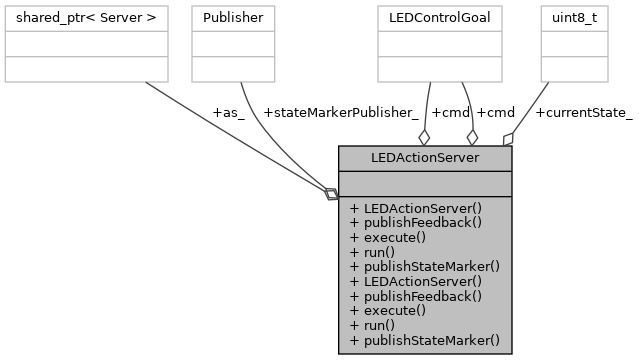 shared_ptr< Server >
Publisher
LEDControlGoal
uint8_t
+as_
+stateMarkerPublisher_
+cmd
+cmd
+currentState_
LEDActionServer
+ LEDActionServer()
+ publishFeedback()
+ execute()
+ run()
+ publishStateMarker()
+ LEDActionServer()
+ publishFeedback()
+ execute()
+ run()
+ publishStateMarker()